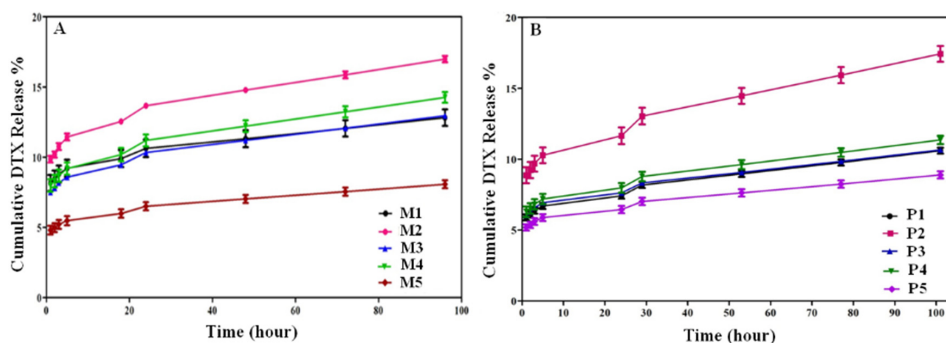 A
Cumulative DTX Release %
20
15
10
5
0
M1
M2
M3
M4
M5
0 20 40 60 80 100
Time (hour)
B
Cumulative DTX Release %
20
15
10
5
0
P1
P2
P3
P4
P5
0 10 20 30 40 50 60 70 80 90 100
Time (hour)